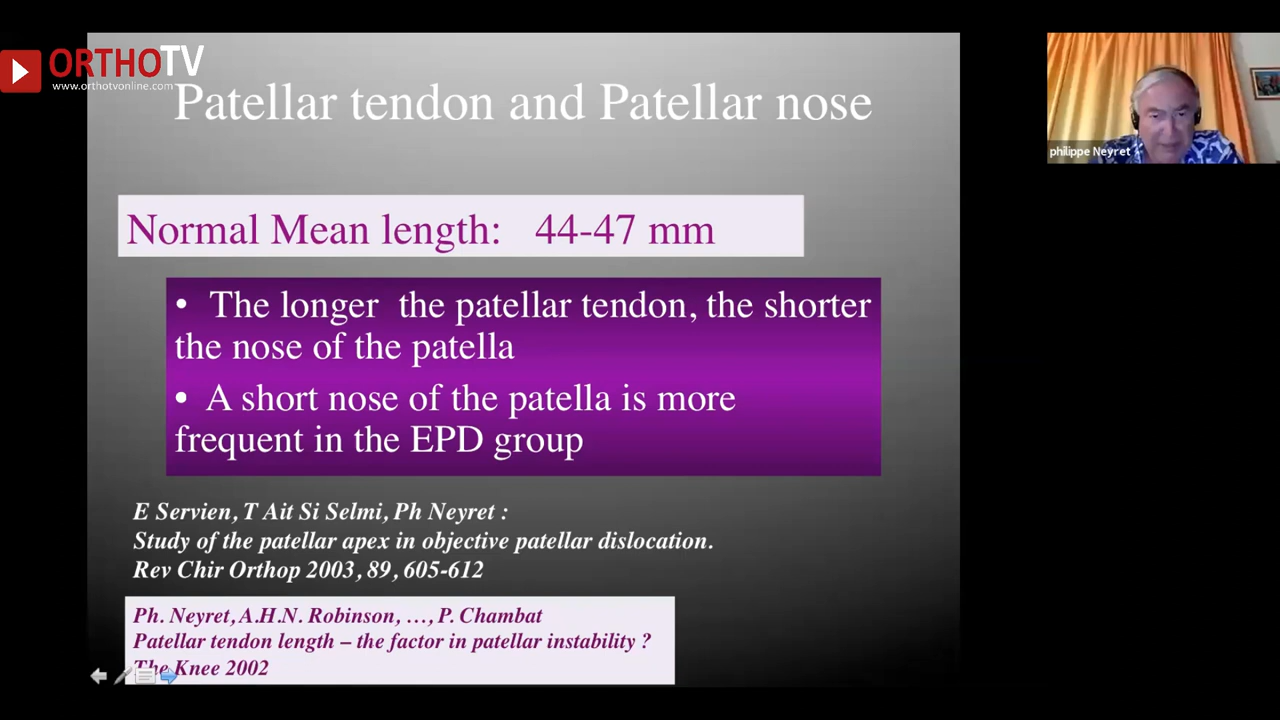 ORTHOTV
www.orthotvonline.com
Patellar tendon and Patellar nose
philippe Neyret
Normal Mean length: 44-47 mm
• The longer the patellar tendon, the shorter
the nose of the patella
• A short nose of the patella is more
frequent in the EPD group
E Servien, T Ait Si Selmi, Ph Neyret :
Study of the patellar apex in objective patellar dislocation.
Rev Chir Orthop 2003, 89, 605-612
Ph. Neyret, A.H.N. Robinson, …, P. Chambat
Patellar tendon length – the factor in patellar instability ?
The Knee 2002